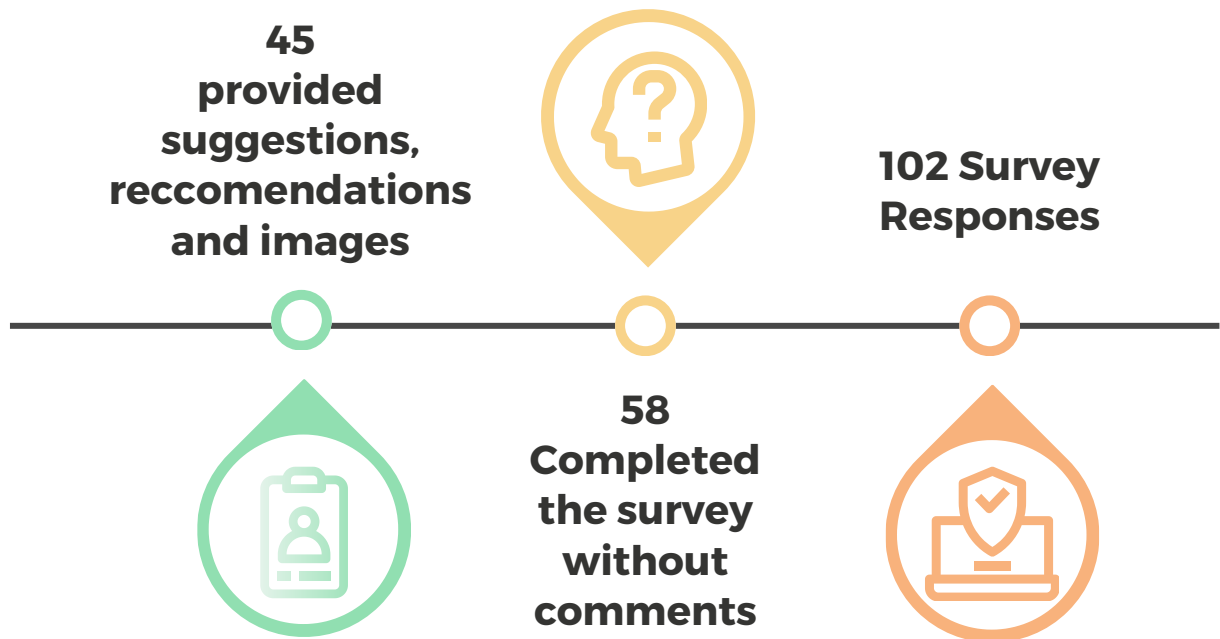 45
provided
suggestions,
reccomendations
and images
58
Completed
the survey
without
comments
102 Survey
Responses